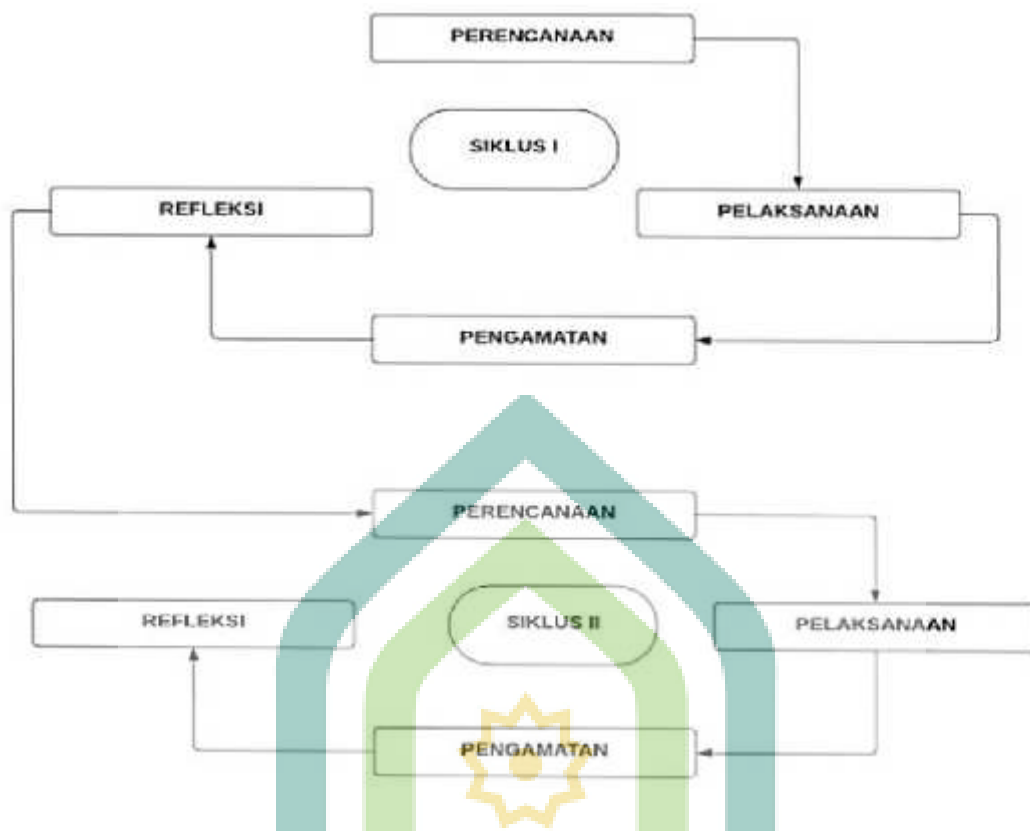 PERENCANAAN
SIKLUS I
REFLEKSI
PELAKSANAAN
PENGAMATAN
PERENCANAAN
REFLEKSI
SIKLUS II
PELAKSANAAN
PENGAMATAN